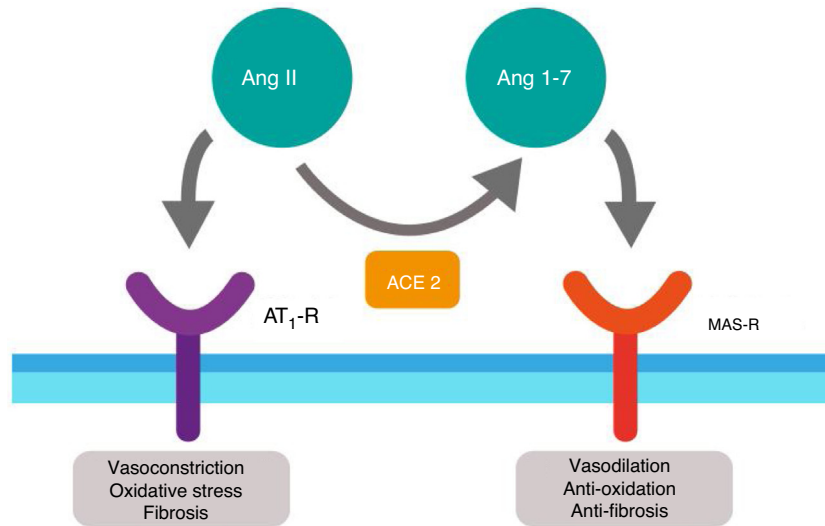 Ang II
Ang 1-7
ACE 2
AT₁-R
MAS-R
Vasoconstriction
Oxidative stress
Fibrosis
Vasodilation
Anti-oxidation
Anti-fibrosis